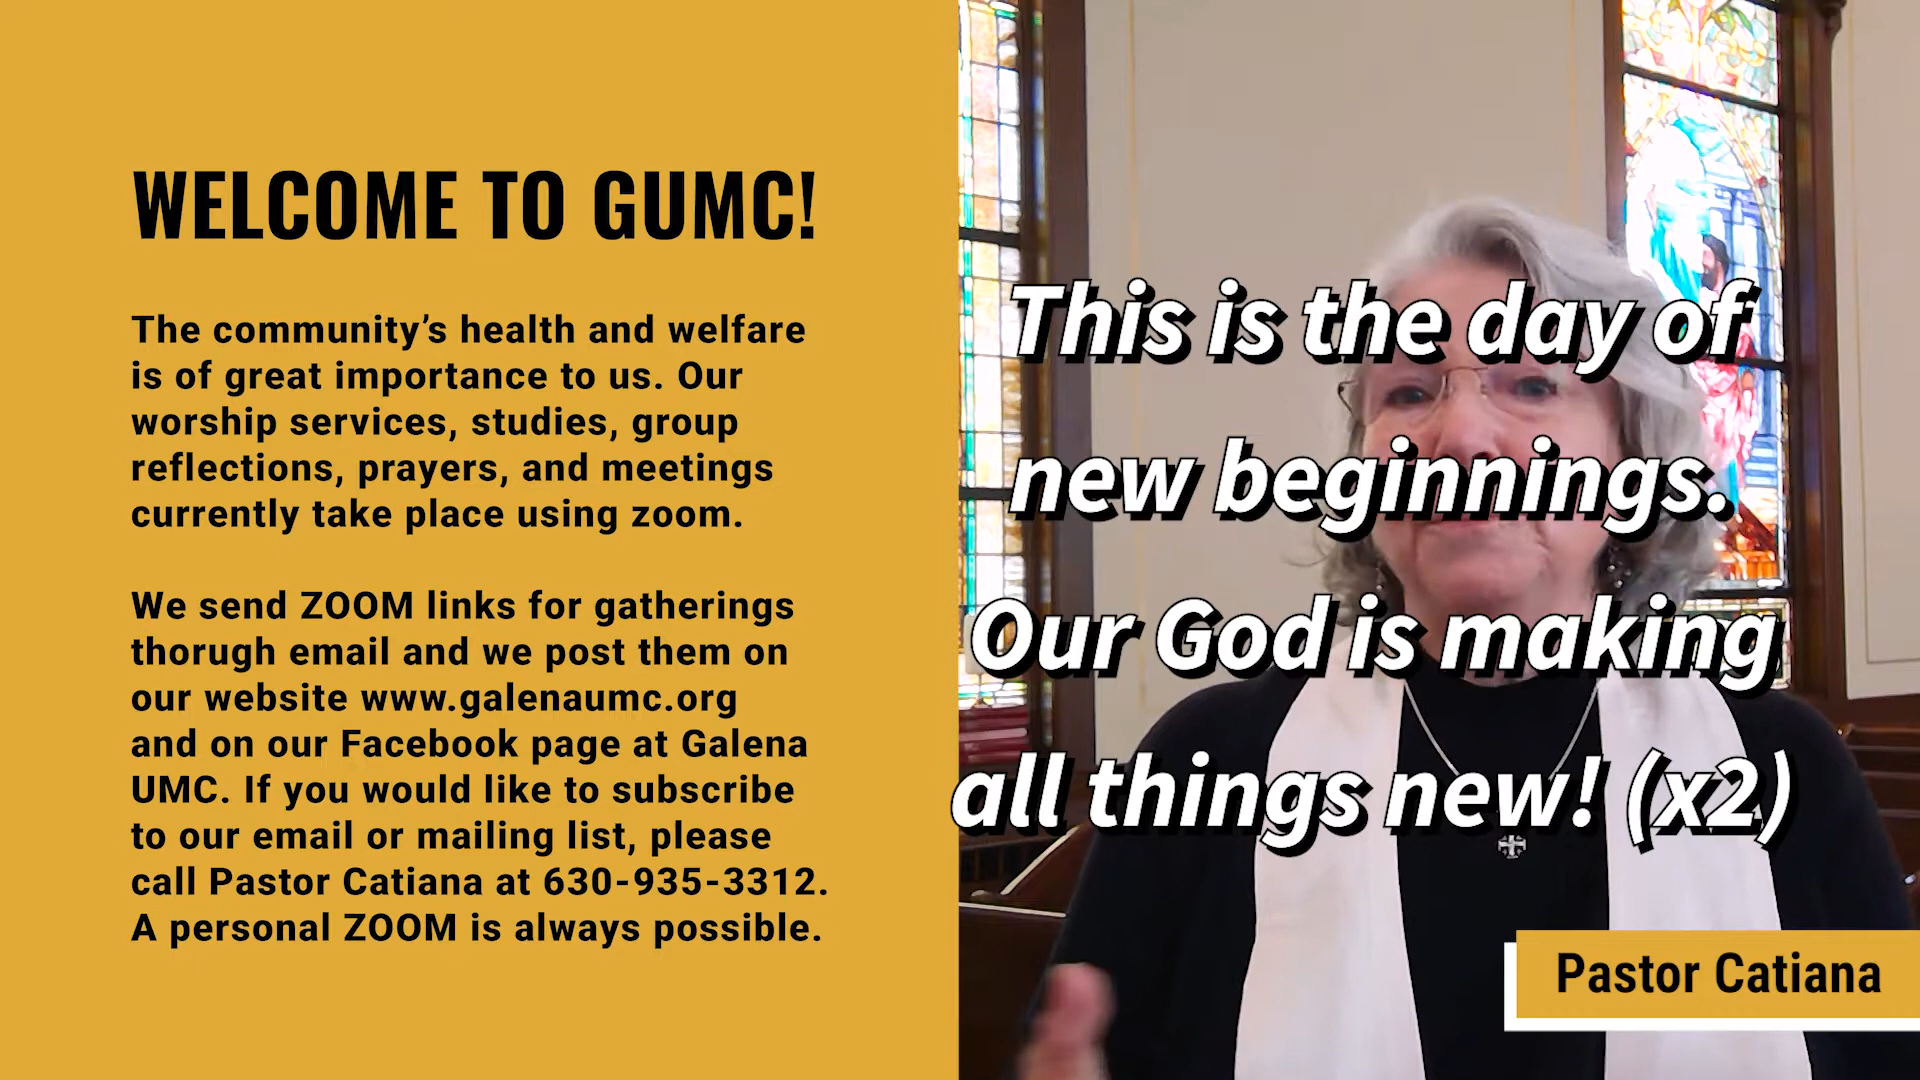 WELCOME TO GUMC!
The community’s health and welfare
is of great importance to us. Our
worship services, studies, group
reflections, prayers, and meetings
currently take place using zoom.
We send ZOOM links for gatherings
thorugh email and we post them on
our website www.galenaumc.org
and on our Facebook page at Galena
UMC. If you would like to subscribe
to our email or mailing list, please
call Pastor Catiana at 630-935-3312.
A personal ZOOM is always possible.
This is the day of
new beginnings.
Our God is making
all things new! (x2)
Pastor Catiana